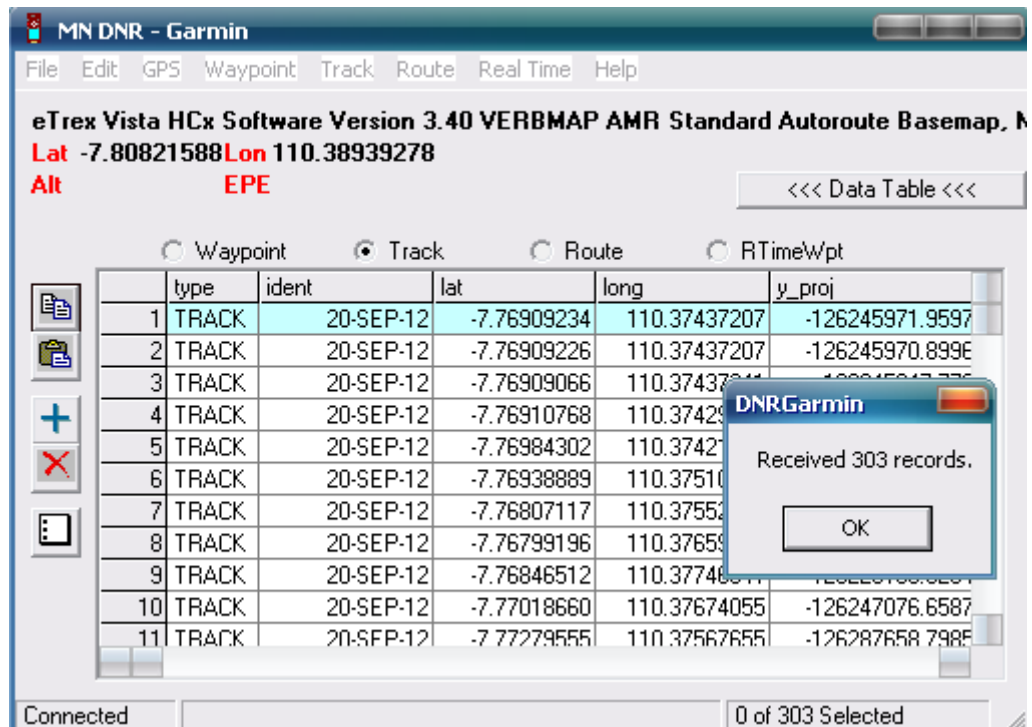 MN DNR - Garmin
File Edit GPS Waypoint Track Route Real Time Help
eTrex Vista HCx Software Version 3.40 VERBMAP AMR Standard Autoroute Basemap,
Lat -7.80821588 Lon 110.38939278
Alt EPE
<<< Data Table <<<
Waypoint Track Route RTimeWpt
type ident lat long y_proj
1 TRACK 20-SEP-12 -7.76909234 110.37437207 -126245971.9597
2 TRACK 20-SEP-12 -7.76909226 110.37437207 -126245970.8996
3 TRACK 20-SEP-12 -7.76909066
4 TRACK 20-SEP-12 -7.76910768
5 TRACK 20-SEP-12 -7.76984302
6 TRACK 20-SEP-12 -7.76938889
7 TRACK 20-SEP-12 -7.76807117
8 TRACK 20-SEP-12 -7.76799196
9 TRACK 20-SEP-12 -7.76846512
10 TRACK 20-SEP-12 -7.77018660 110.37674055 -126247076.6587
11 TRACK 20-SEP-12 -7.77279555 110.37567655 -126287658.7985
DNRGarmin
Received 303 records.
OK
Connected
0 of 303 Selected